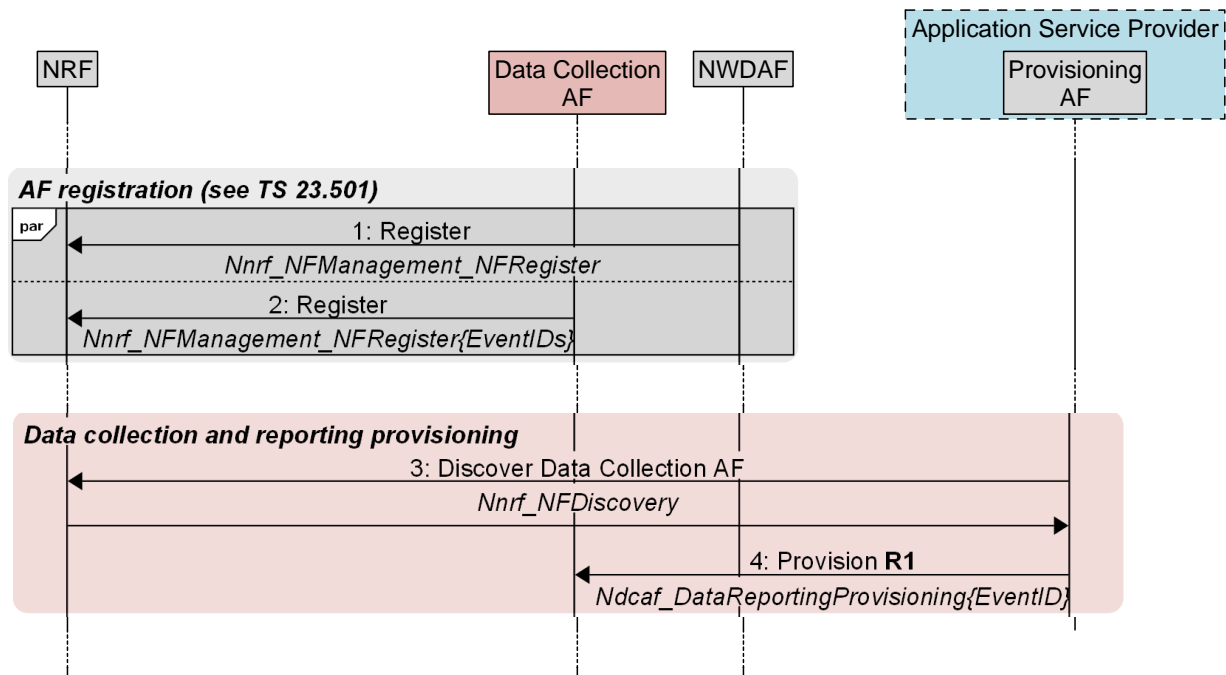 Application Service Provider
NRF
Data Collection
AF
NWDAF
Provisioning
AF
AF registration (see TS 23.501)
par
1: Register
Nnrf_NFManagement_NFRegister
2: Register
Nnrf_NFManagement_NFRegister{EventIDs}
Data collection and reporting provisioning
3: Discover Data Collection AF
Nnrf_NFDiscovery
4: Provision R1
Ndcaf_DataReportingProvisioning{EventID}